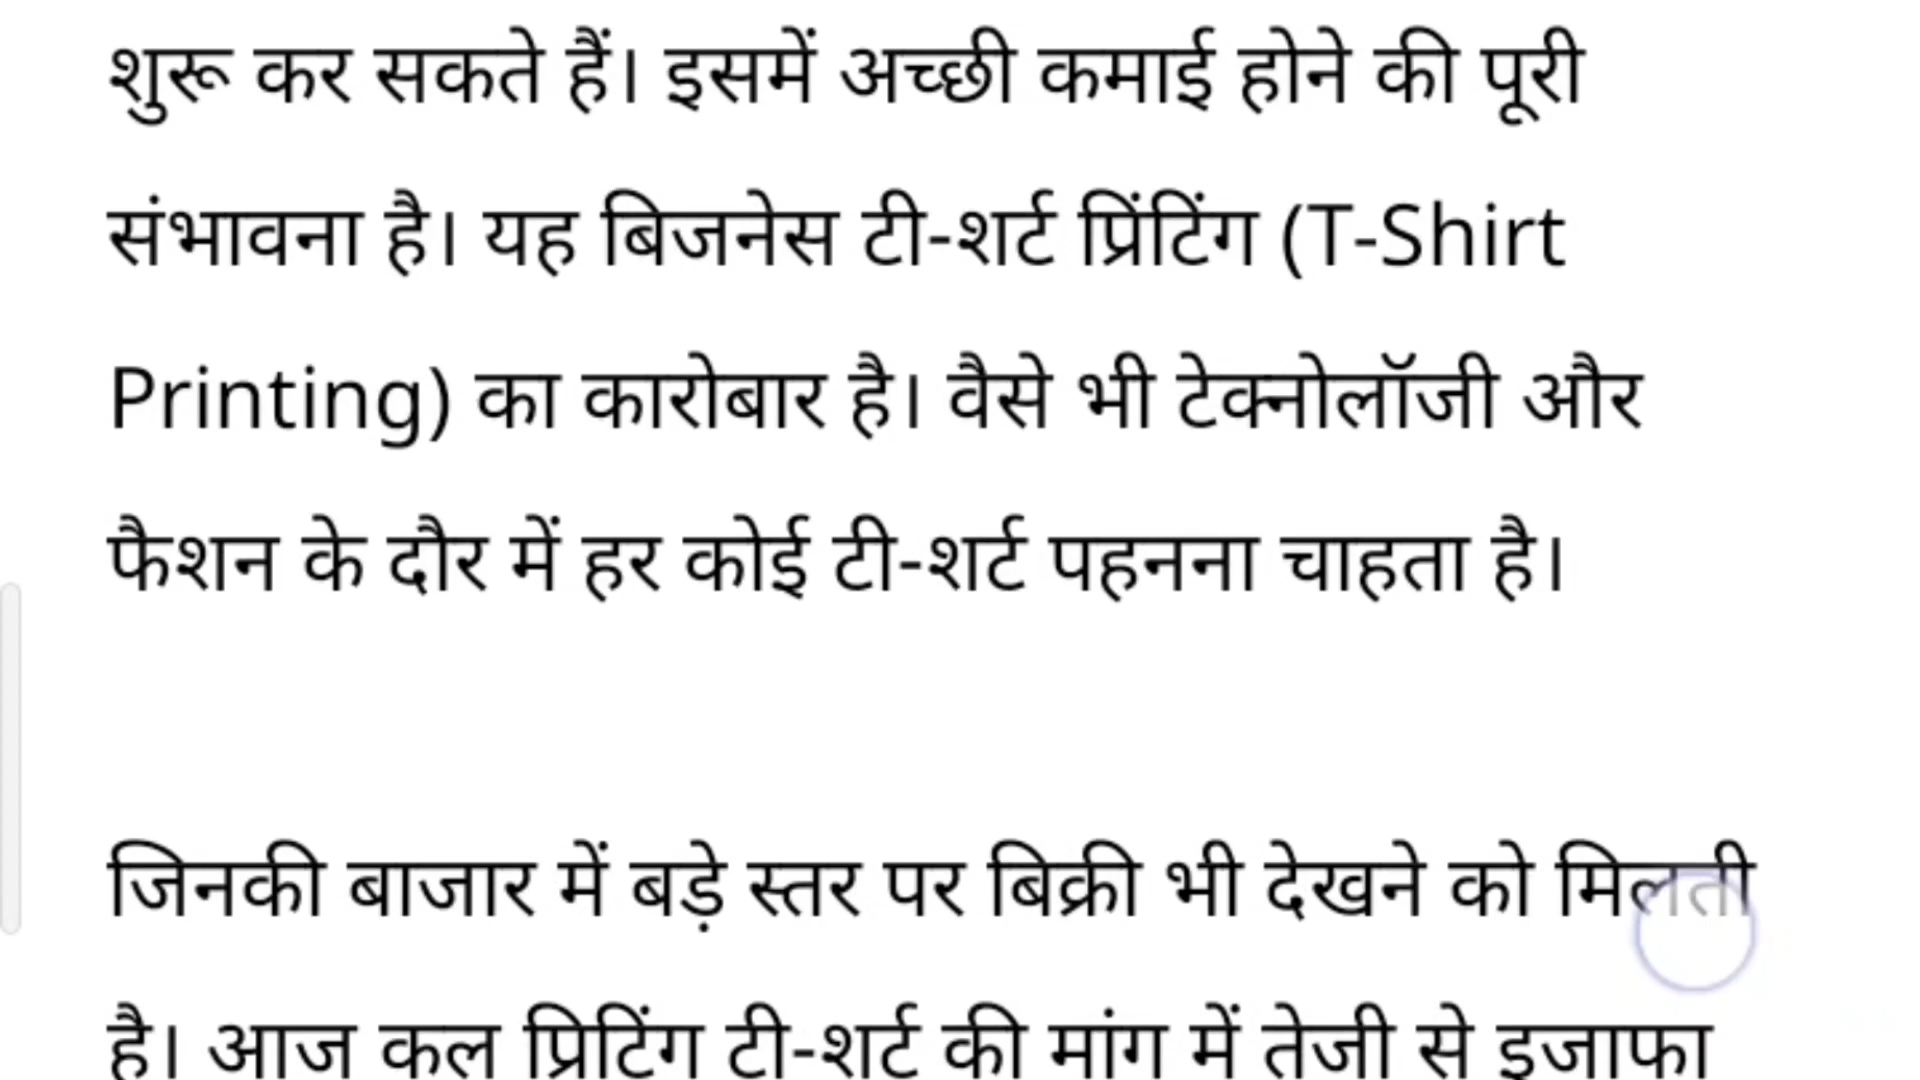 शुरू कर सकते हैं। इसमें अच्छी कमाई होने की पूरी
संभावना है। यह बिजनेस टी-शर्ट प्रिंटिंग (T-Shirt
Printing) का कारोबार है। वैसे भी टेक्नोलॉजी और
फैशन के दौर में हर कोई टी-शर्ट पहनना चाहता है।
जिनकी बाजार में बड़े स्तर पर बिक्री भी देखने को मिलती
है। आज कल प्रिटिंग टी-शर्ट की मांग में तेजी से इजाफा